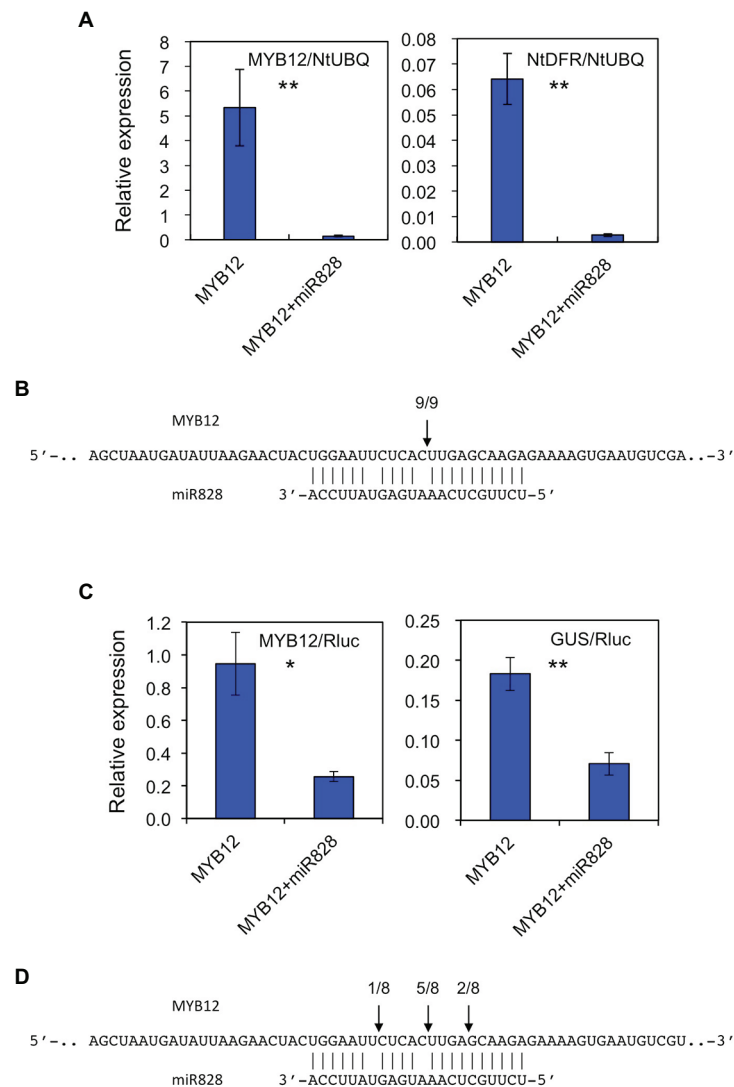 A
MYB12/NtUBQ
**
Relative expression
8
7
6
5
4
3
2
1
0
MYB12
MYB12+miR828
NtDFR/NtUBQ
**
0.08
0.07
0.06
0.05
0.04
0.03
0.02
0.01
0.00
MYB12
MYB12+miR828
B
9/9
MYB12
5′-.. AGCUAAUGAUAUUAAGAACUACUGGAAUUCUCACUUGAGCAAGAGAAAAGUGAAUGUCGA..-3′
miR828 3′-ACCUUAUGAGUAAACUCGUUCU-5′
C
MYB12/Rluc
*
Relative expression
1.2
1.0
0.8
0.6
0.4
0.2
0.0
MYB12
MYB12+miR828
GUS/Rluc
**
0.25
0.20
0.15
0.10
0.05
0.00
MYB12
MYB12+miR828
D
1/8 5/8 2/8
MYB12
5′-.. AGCUAAUGAUAUUAAGAACUACUGGAAUUCUCACUUGAGCAAGAGAAAAGUGAAUGUCGU..-3′
miR828 3′-ACCUUAUGAGUAAACUCGUUCU-5′